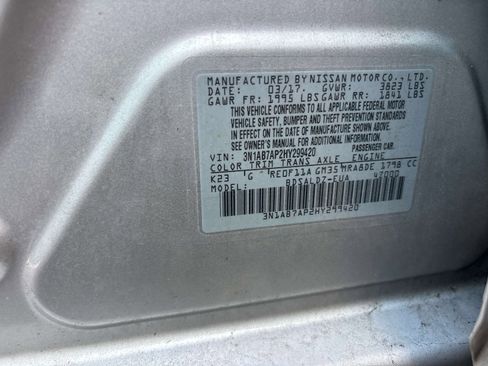 MANUFACTURED BY NISSAN MOTOR CO., LTD.
DATE: 03/17. GVWR: 3823 LBS
GAWR FR: 1995 LBS GAWR RR: 1841 LBS
THIS VEHICLE CONFORMS TO ALL APPLICABLE FEDERAL MOTOR
VEHICLE SAFETY, BUMPER AND THEFT PREVENTION STANDARDS
IN EFFECT ON THE DATE OF MANUFACTURE SHOWN ABOVE.
SEE OWNER'S MANUAL FOR ADDITIONAL INFORMATION.
VIN: 3N1AB7AP2HY299420
COLOR TRIM TRANS AXLE ENGINE
K23 G RE0F11A GM35 MRA8DE 1798 CC
MODEL: BDSALDZ-EUA 47000
3N1AB7AP2HY299420